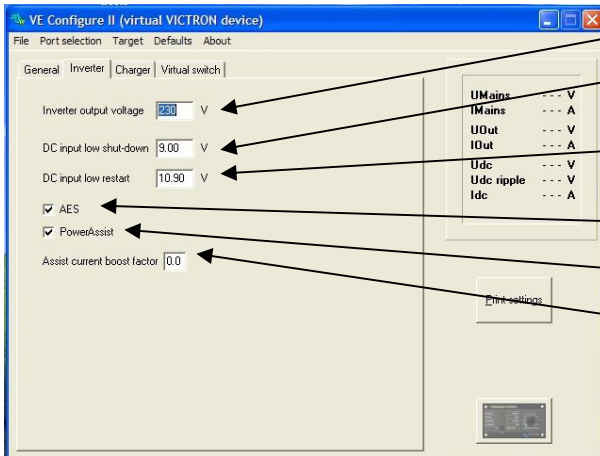 VE Configure II (virtual VICTRON device)
File Port selection Target Defaults About
General Inverter Charger Virtual switch
Inverter output voltage 230 V
DC input low shut-down 9.00 V
DC input low restart 10.90 V
AES
PowerAssist
Assist current boost factor 0.0
UMains --- V
IMains --- A
UOut --- V
IOut --- A
Udc --- V
Udc ripple --- V
Idc --- A
Print settings